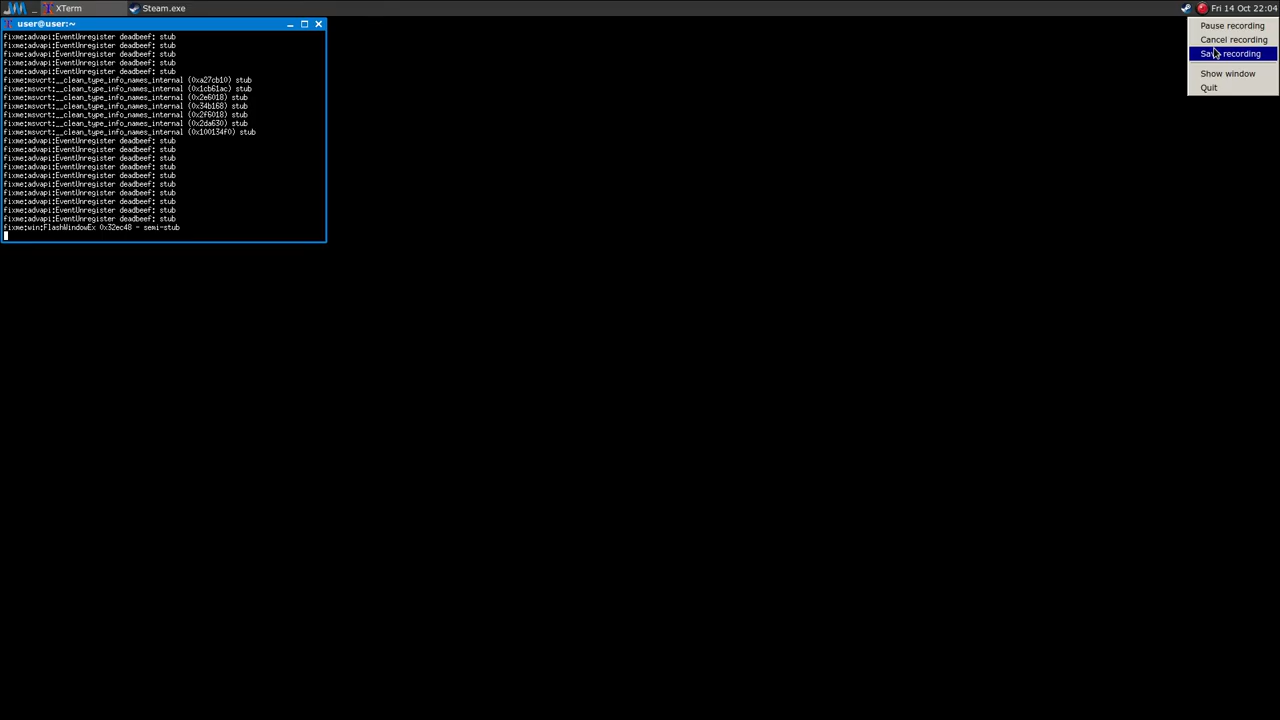 _ XTerm Steam.exe Fri 14 Oct 22:04
user@user:~
fixme:advapi:EventUnregister deadbeef: stub
fixme:advapi:EventUnregister deadbeef: stub
fixme:advapi:EventUnregister deadbeef: stub
fixme:advapi:EventUnregister deadbeef: stub
fixme:advapi:EventUnregister deadbeef: stub
fixme:msvcrt:__clean_type_info_names_internal (0xa27cb10) stub
fixme:msvcrt:__clean_type_info_names_internal (0x1cb61ac) stub
fixme:msvcrt:__clean_type_info_names_internal (0x2e6018) stub
fixme:msvcrt:__clean_type_info_names_internal (0x34b168) stub
fixme:msvcrt:__clean_type_info_names_internal (0x2f6018) stub
fixme:msvcrt:__clean_type_info_names_internal (0x2da630) stub
fixme:msvcrt:__clean_type_info_names_internal (0x100134f0) stub
fixme:advapi:EventUnregister deadbeef: stub
fixme:advapi:EventUnregister deadbeef: stub
fixme:advapi:EventUnregister deadbeef: stub
fixme:advapi:EventUnregister deadbeef: stub
fixme:advapi:EventUnregister deadbeef: stub
fixme:advapi:EventUnregister deadbeef: stub
fixme:advapi:EventUnregister deadbeef: stub
fixme:advapi:EventUnregister deadbeef: stub
fixme:advapi:EventUnregister deadbeef: stub
fixme:advapi:EventUnregister deadbeef: stub
fixme:win:FlashWindowEx 0x32ec48 - semi-stub
Pause recording
Cancel recording
Save recording
Show window
Quit